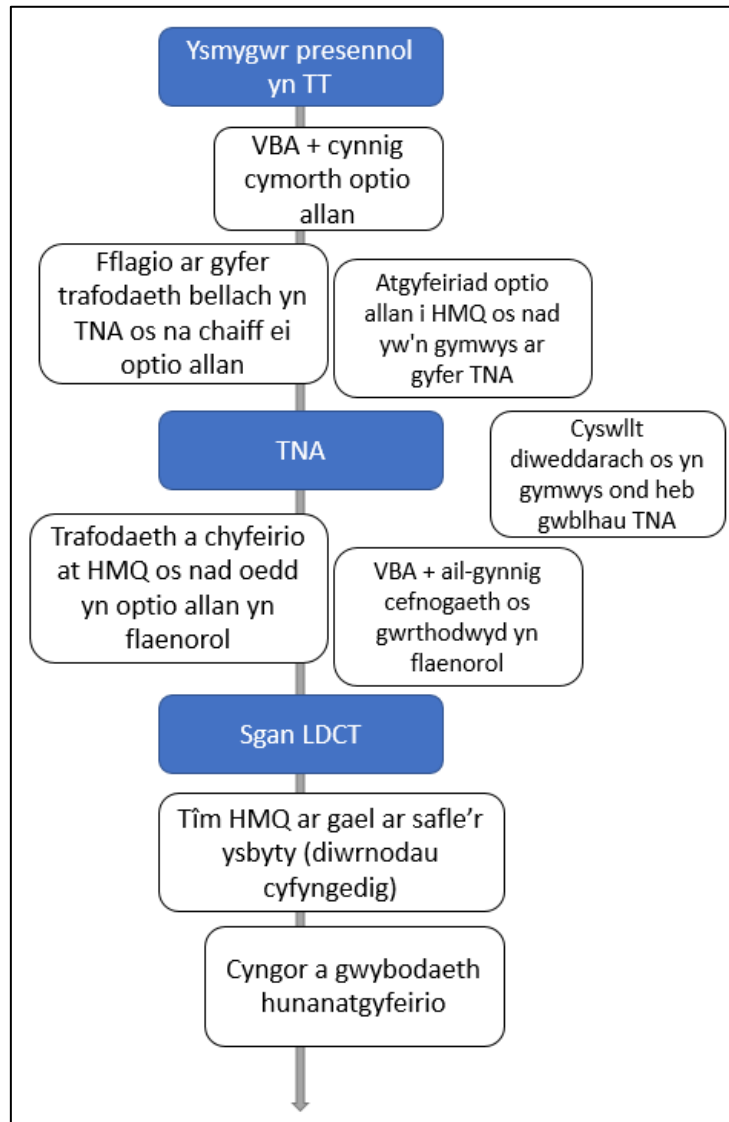 Ysmygwr presennol
yn TT
VBA + cynnig
cymorth optio
allan
Fflagio ar gyfer
trafodaeth bellach yn
TNA os na chaiff ei
optio allan
Atgyfeiriad optio
allan i HMQ os nad
yw'n gymwys ar
gyfer TNA
TNA
Cyswllt
diweddarach os yn
gymwys ond heb
gwblhau TNA
Trafodaeth a chyfeirio
at HMQ os nad oedd
yn optio allan yn
flaenorol
VBA + ail-gynnig
cefnogaeth os
gwrthodwyd yn
flaenorol
Sgan LDCT
Tîm HMQ ar gael ar safle’r
ysbyty (diwrnodau
cyfyngedig)
Cyngor a gwybodaeth
hunanatgyfeirio